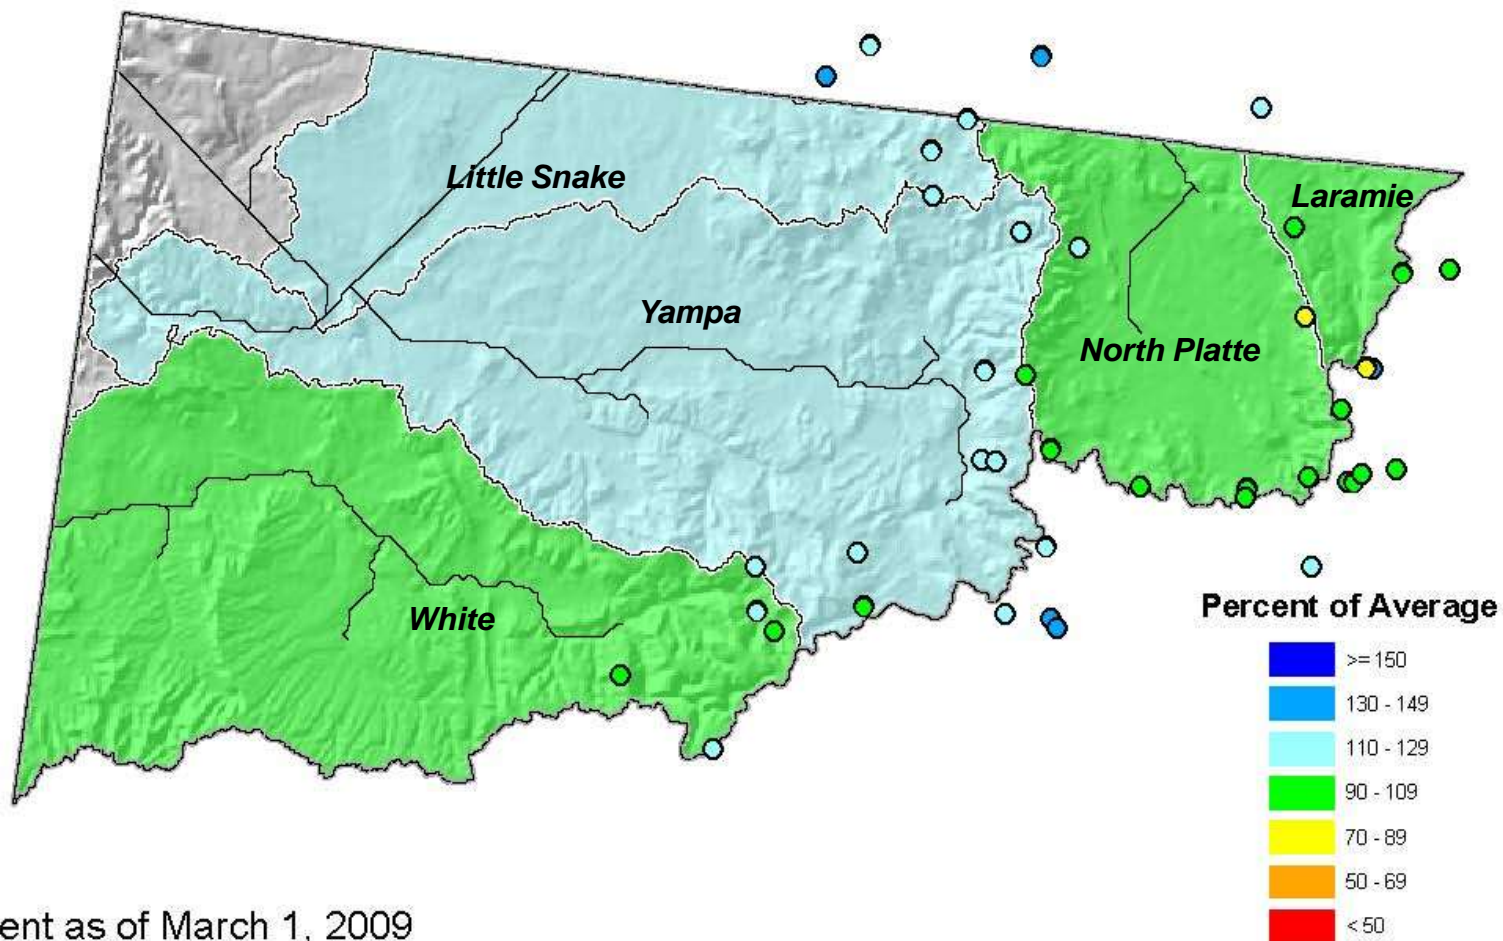 Little Snake
Laramie
Yampa
North Platte
White
Percent of Average
>= 150
130 - 149
110 - 129
90 - 109
70 - 89
50 - 69
< 50
ent as of March 1, 2009